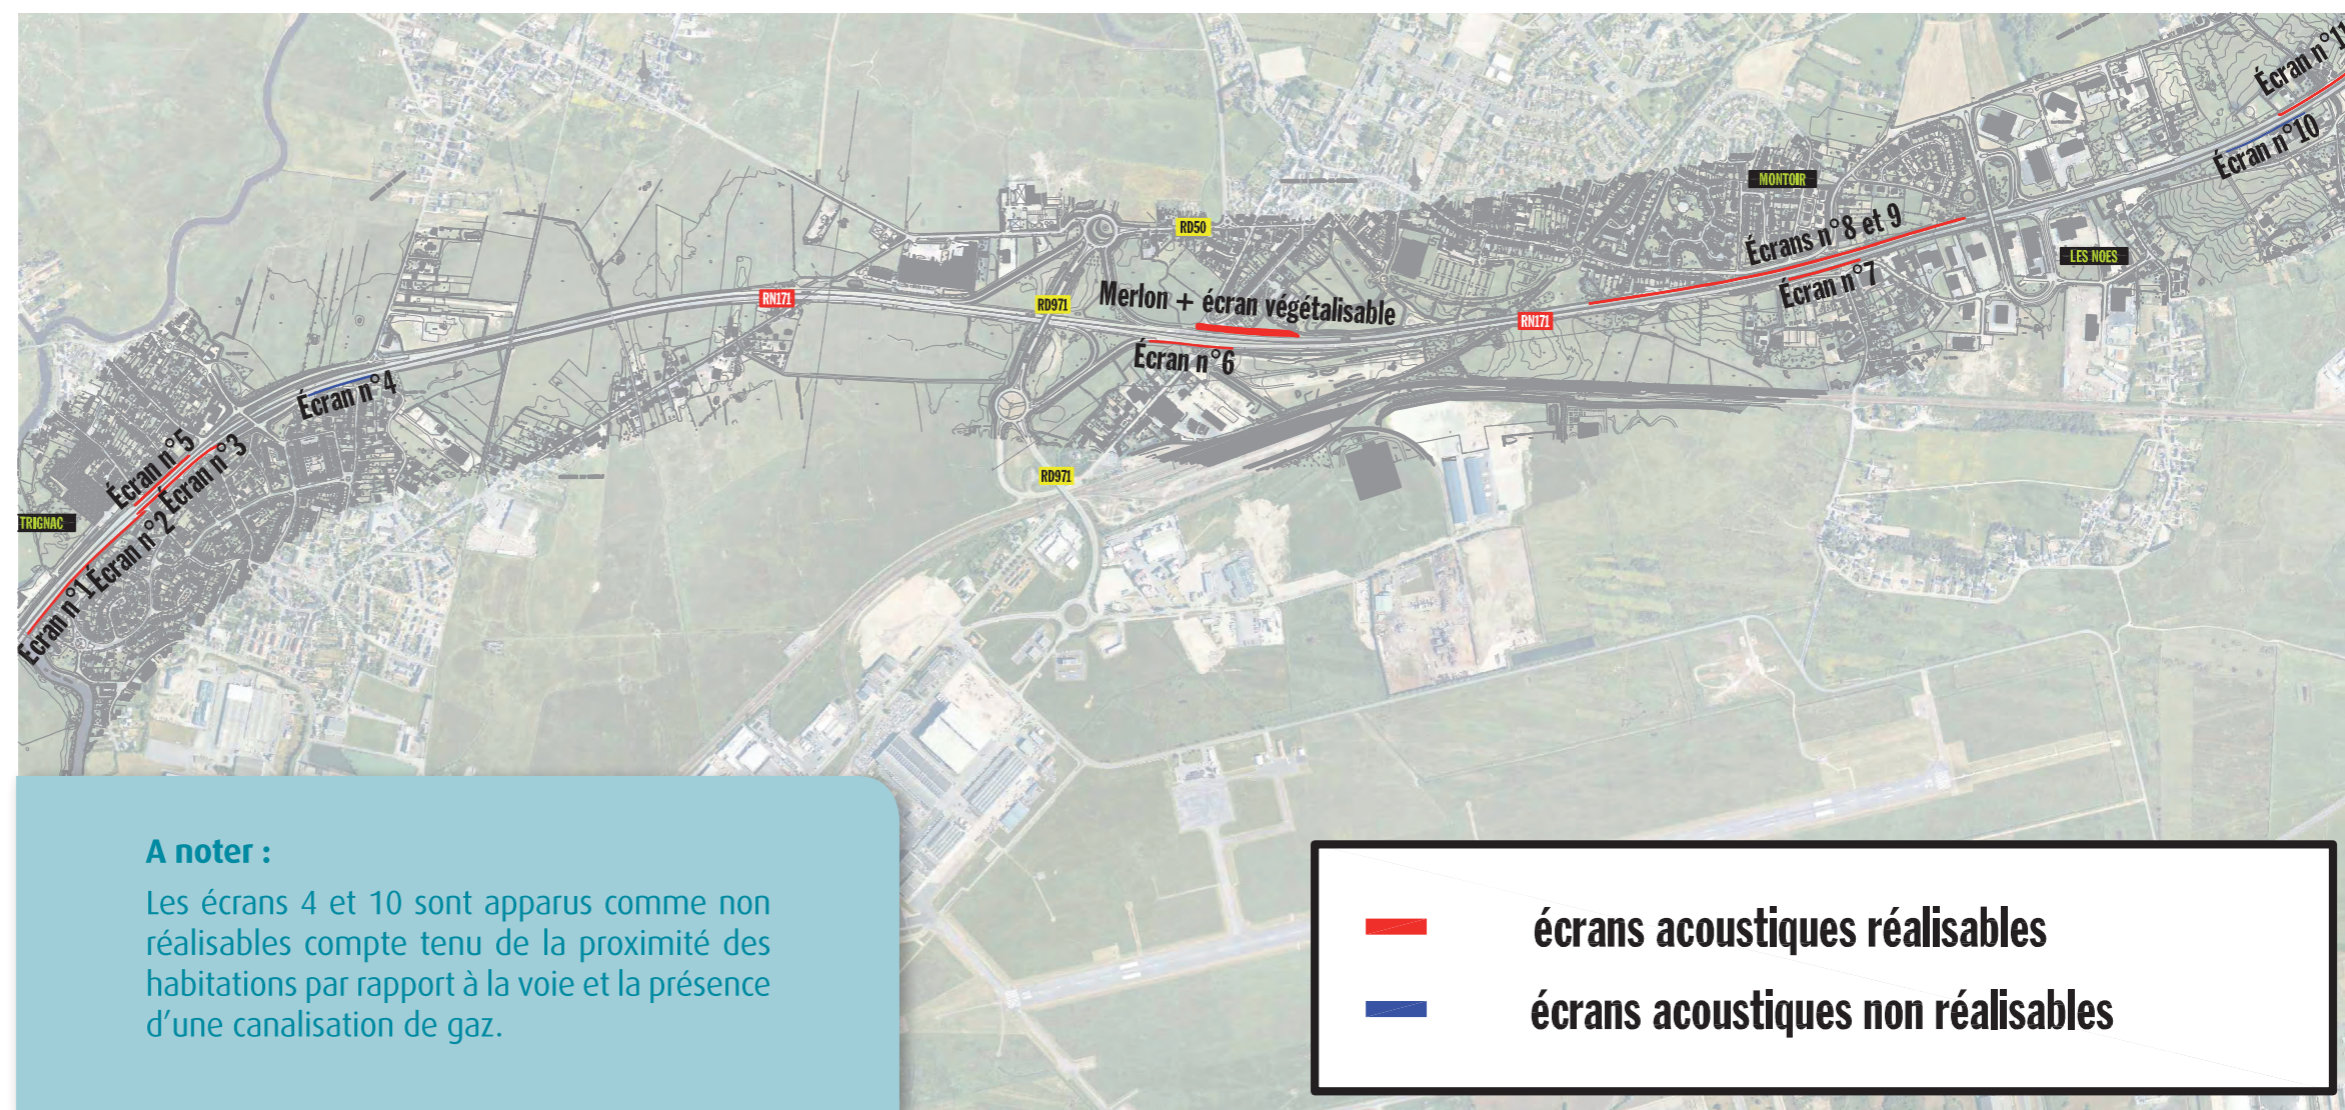 Écran n°11
Écran n°10
MONTOIR
RD50
Écrans n°8 et 9
LES NOES
Écran n°7
RN171
RD971
Merlon + écran végétalisable
RN171
Écran n°6
Écran n°4
Écran n°5
Écran n°3
RD971
TRIGNAC
Écran n°2
Écran n°1
A noter :
Les écrans 4 et 10 sont apparus comme non
réalisables compte tenu de la proximité des
habitations par rapport à la voie et la présence
d’une canalisation de gaz.
écrans acoustiques réalisables
écrans acoustiques non réalisables